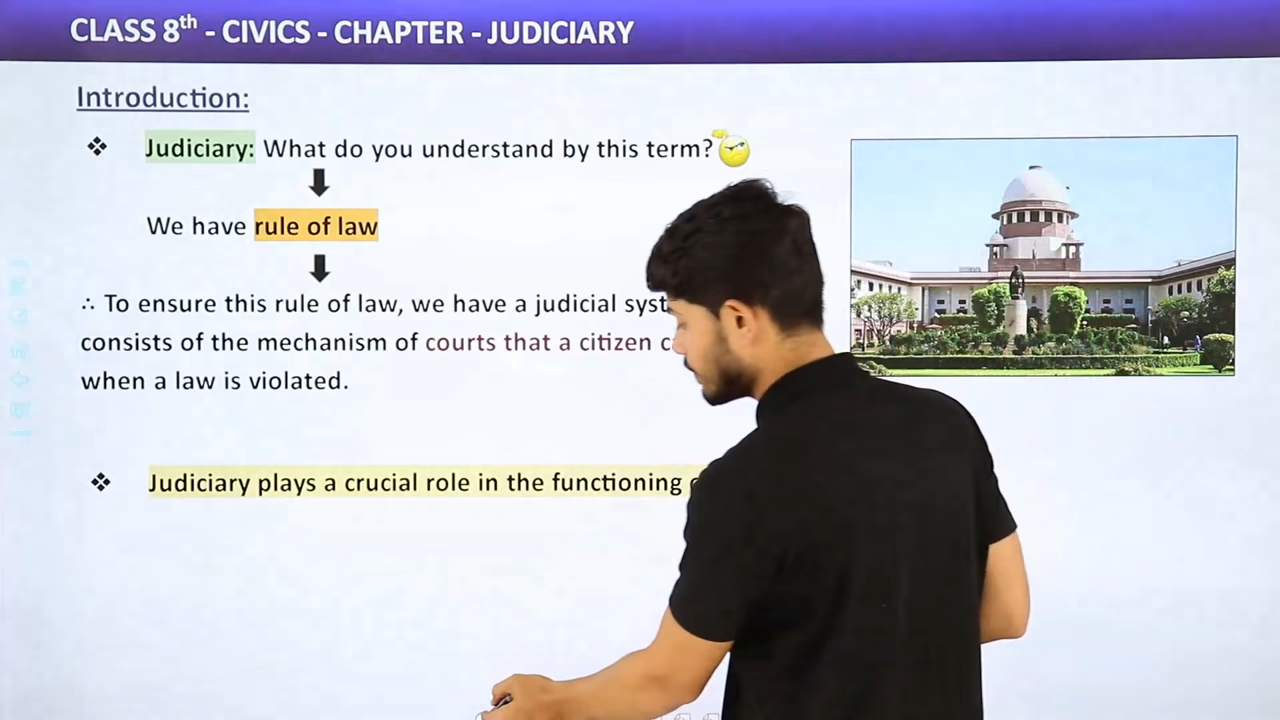 CLASS 8th - CIVICS - CHAPTER - JUDICIARY
Introduction:
❖ Judiciary: What do you understand by this term?
We have rule of law
∴ To ensure this rule of law, we have a judicial
consists of the mechanism of courts that a citizen
when a law is violated.
❖ Judiciary plays a crucial role in the functioning